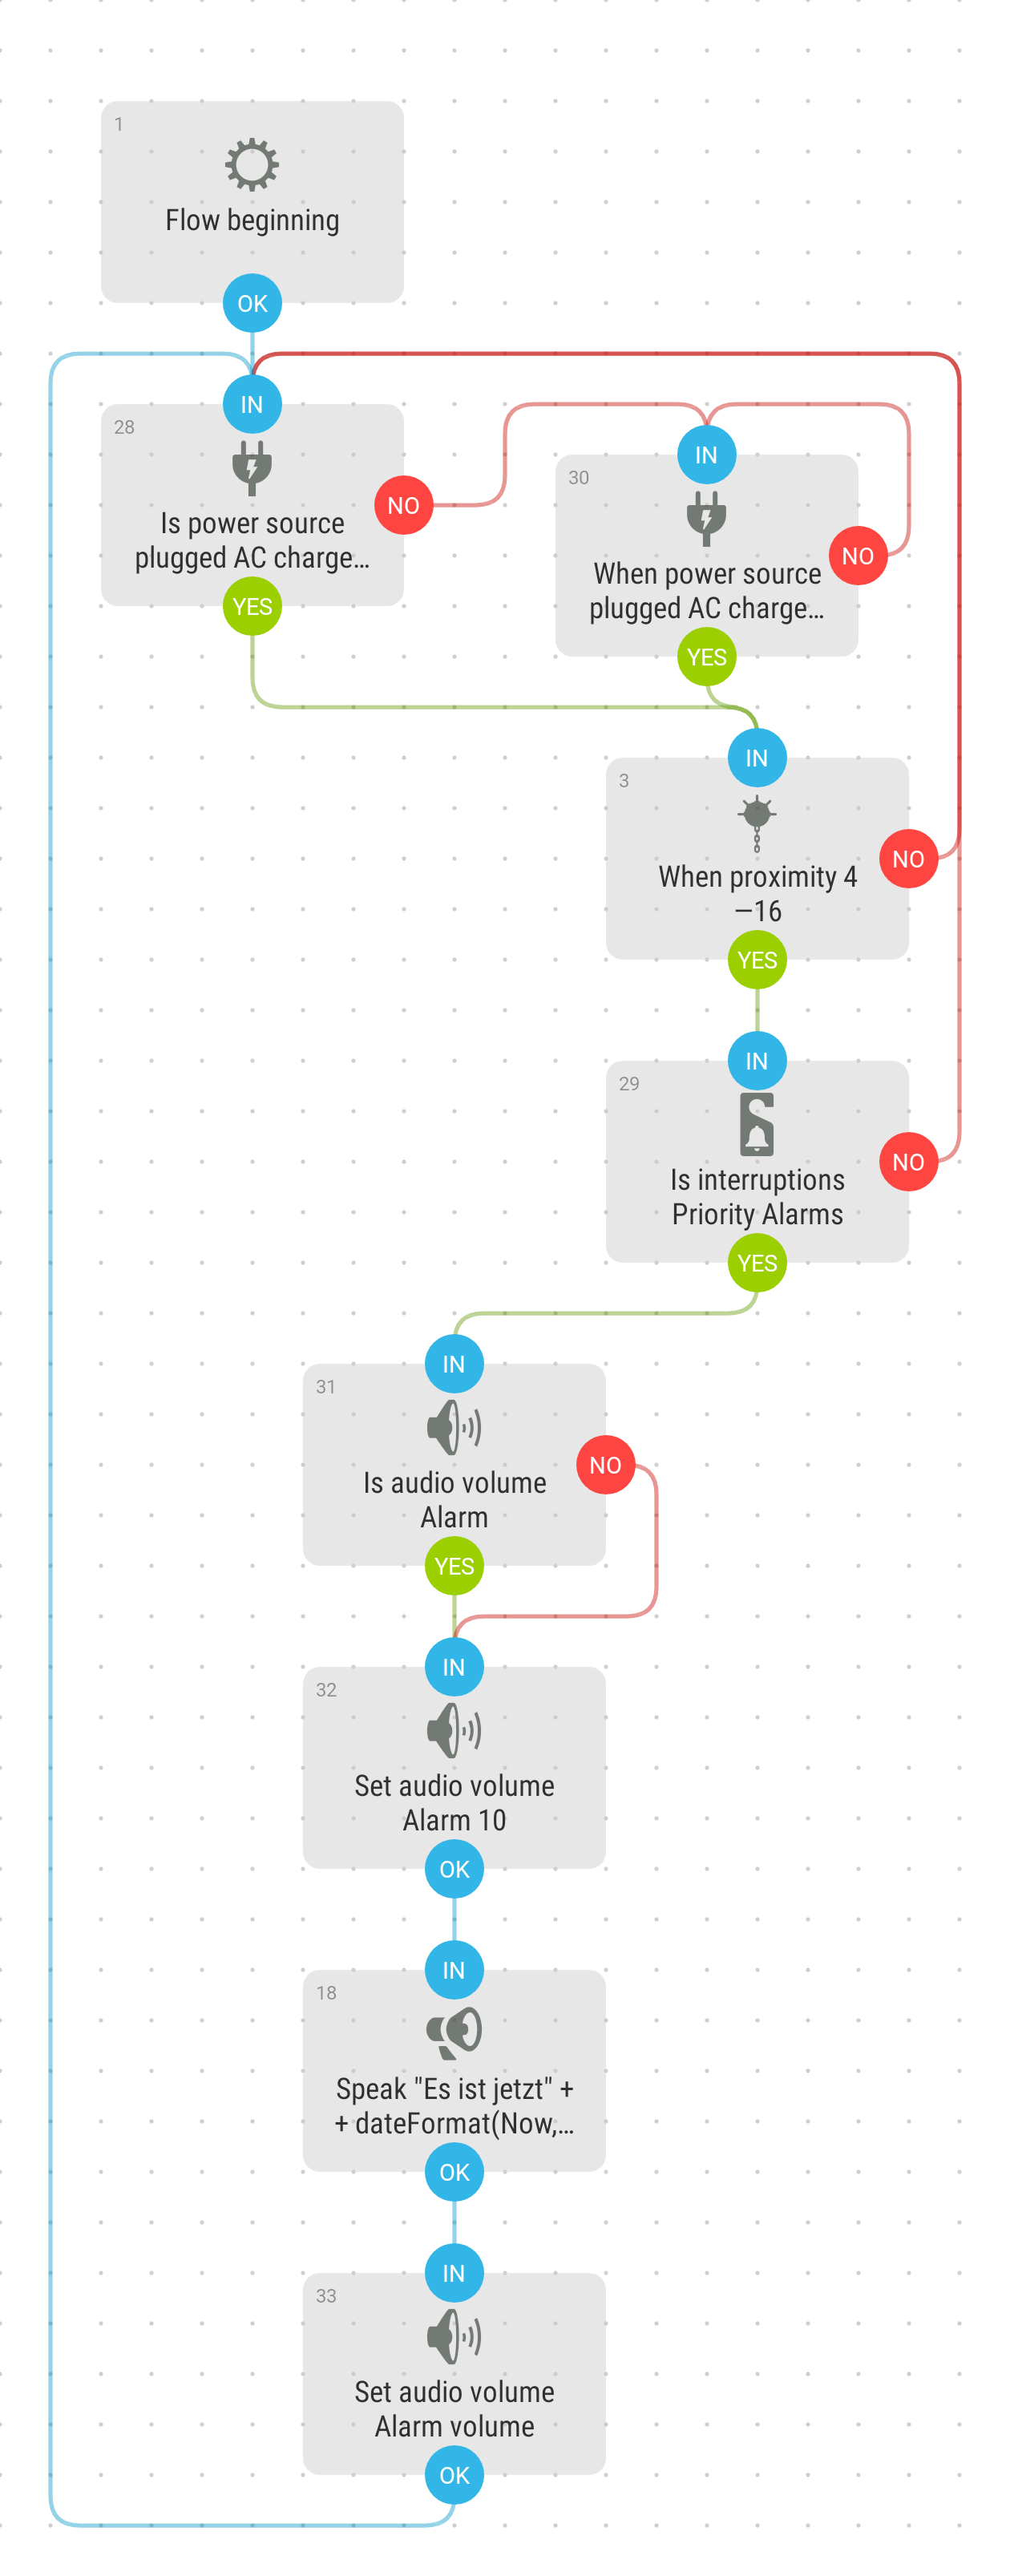 1
Flow beginning
OK
IN
28
Is power source
plugged AC charge...
NO
YES
IN
30
When power source
plugged AC charge...
NO
YES
IN
3
When proximity 4
–16
NO
YES
IN
29
Is interruptions
Priority Alarms
NO
YES
IN
31
Is audio volume
Alarm
NO
YES
IN
32
Set audio volume
Alarm 10
OK
IN
18
Speak "Es ist jetzt" +
+ dateFormat(Now,...
OK
IN
33
Set audio volume
Alarm volume
OK